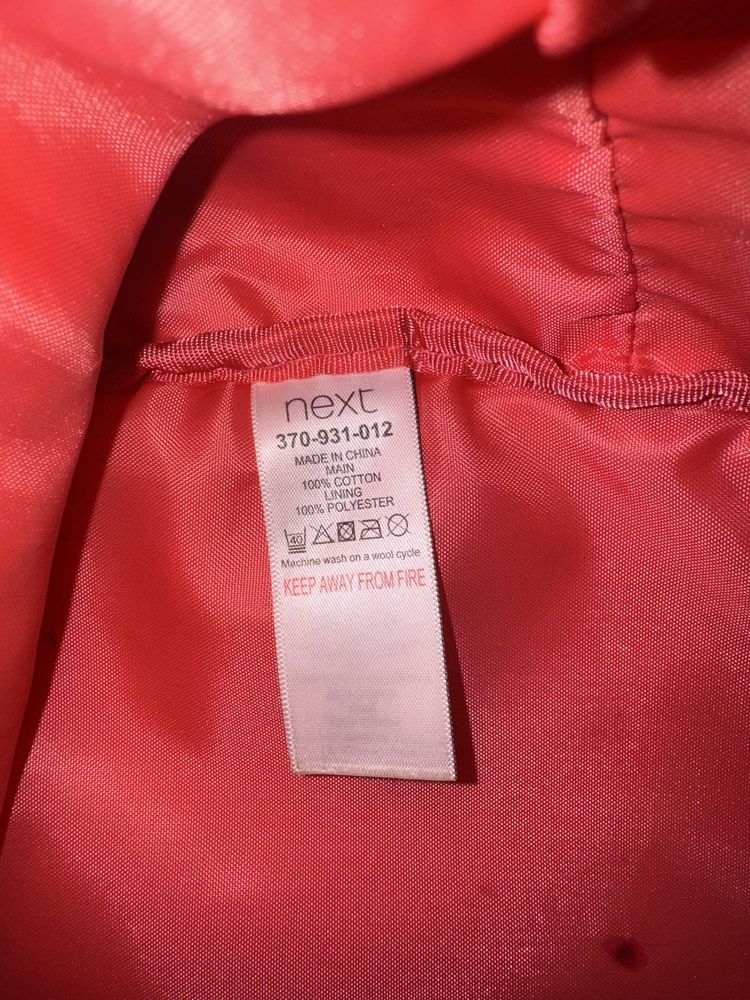 next
370-931-012
MADE IN CHINA
MAIN
100% COTTON
LINING
100% POLYESTER
40
Machine wash on a wool cycle
KEEP AWAY FROM FIRE